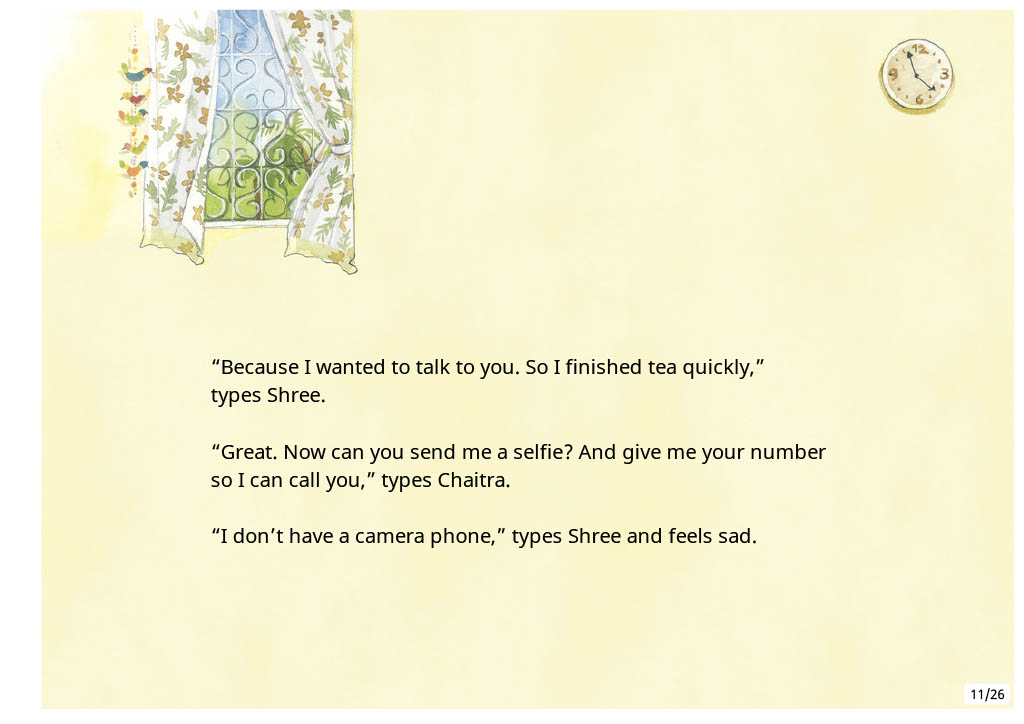 12
9
3
6
“Because I wanted to talk to you. So I finished tea quickly,”
types Shree.
“Great. Now can you send me a selfie? And give me your number
so I can call you,” types Chaitra.
“I don’t have a camera phone,” types Shree and feels sad.
11/26